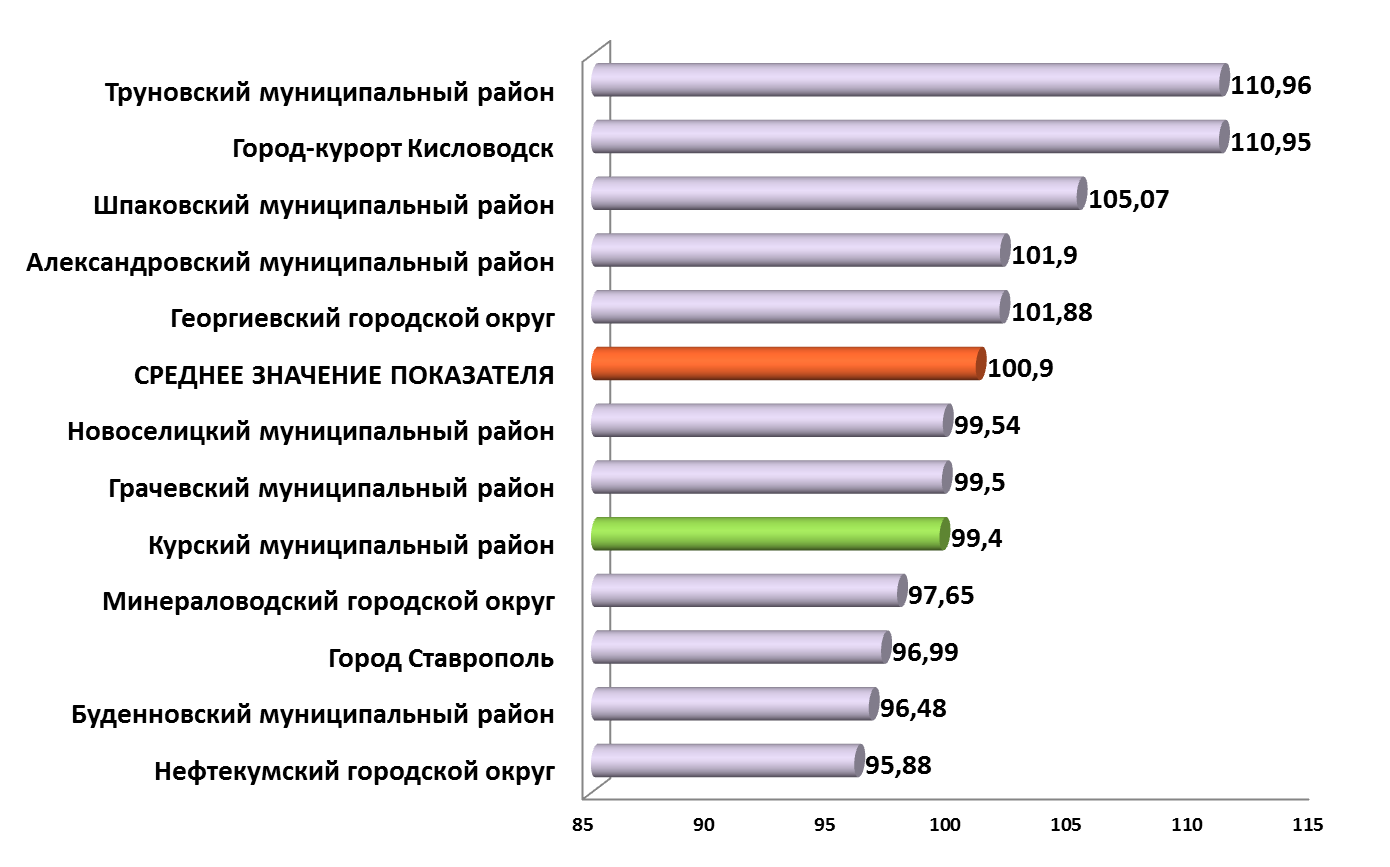 Труновский муниципальный район 110,96
Город-курорт Кисловодск 110,95
Шпаковский муниципальный район 105,07
Александровский муниципальный район 101,9
Георгиевский городской округ 101,88
СРЕДНЕЕ ЗНАЧЕНИЕ ПОКАЗАТЕЛЯ 100,9
Новоселицкий муниципальный район 99,54
Грачевский муниципальный район 99,5
Курский муниципальный район 99,4
Минераловодский городской округ 97,65
Город Ставрополь 96,99
Буденновский муниципальный район 96,48
Нефтекумский городской округ 95,88
85 90 95 100 105 110 115